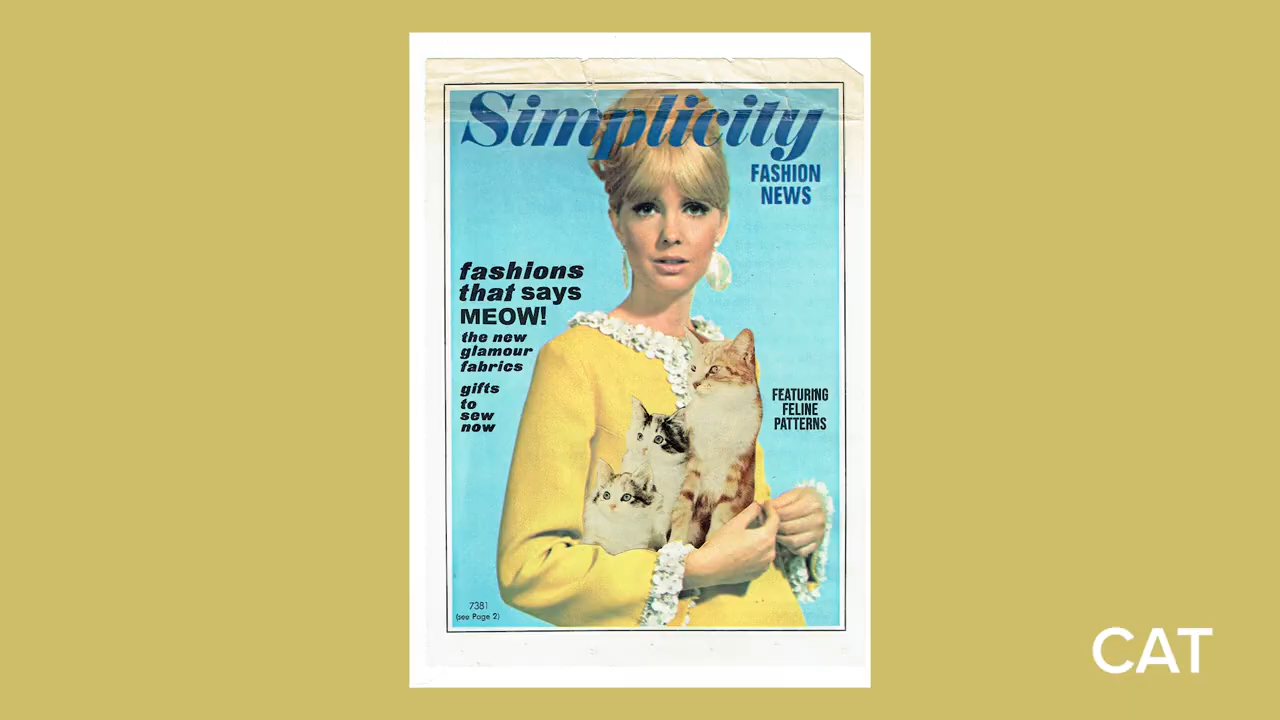 Simplicity
FASHION
NEWS
fashions
that says
MEOW!
the new
glamour
fabrics
gifts
to
sew
now
FEATURING
FELINE
PATTERNS
7381
(see Page 2)
CAT